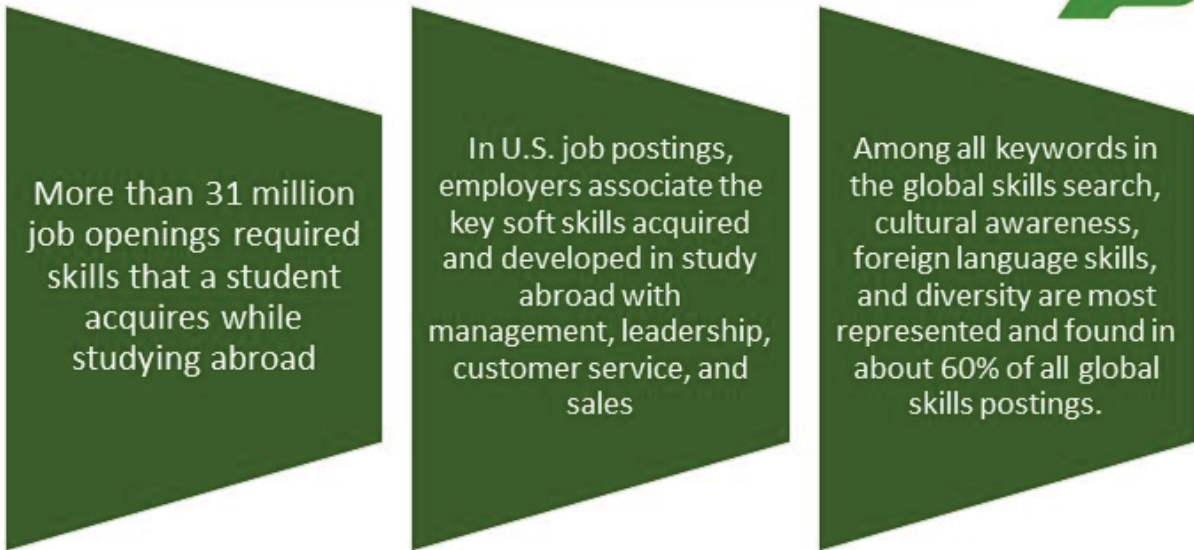 More than 31 million
job openings required
skills that a student
acquires while
studying abroad
In U.S. job postings,
employers associate the
key soft skills acquired
and developed in study
abroad with
management, leadership,
customer service, and
sales
Among all keywords in
the global skills search,
cultural awareness,
foreign language skills,
and diversity are most
represented and found in
about 60% of all global
skills postings.